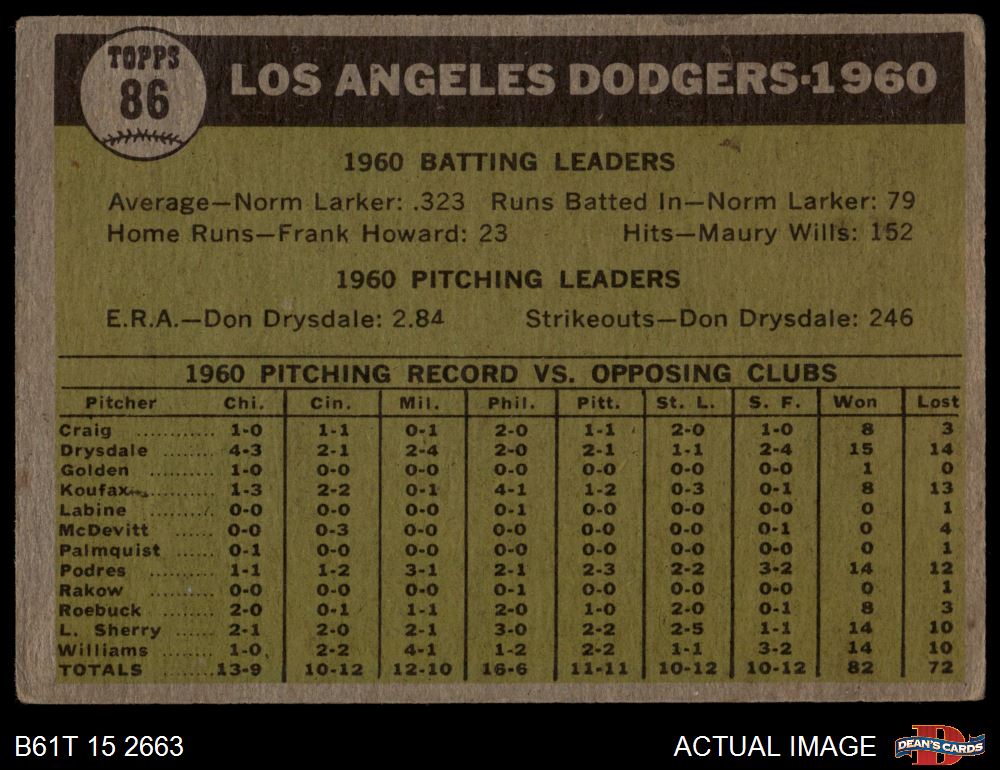 TOPPS
86
LOS ANGELES DODGERS-1960
1960 BATTING LEADERS
Average—Norm Larker: .323 Runs Batted In—Norm Larker: 79
Home Runs—Frank Howard: 23 Hits—Maury Wills: 152
1960 PITCHING LEADERS
E.R.A.—Don Drysdale: 2.84 Strikeouts—Don Drysdale: 246
1960 PITCHING RECORD VS. OPPOSING CLUBS
Pitcher Chi. Cin. Mil. Phil. Pitt. St. L. S. F. Won Lost
Craig .......... 1-0 1-1 0-1 2-0 1-1 2-0 1-0 8 3
Drysdale ......... 4-3 2-1 2-4 2-0 2-1 1-1 2-4 15 14
Golden .......... 1-0 0-0 0-0 0-0 0-0 0-0 0-0 1 0
Koufax ......... 1-3 2-2 0-1 4-1 1-2 0-3 0-1 8 13
Labine ......... 0-0 0-0 0-0 0-1 0-0 0-0 0-0 0 1
McDevitt ...... 0-0 0-3 0-0 0-0 0-0 0-0 0-1 0 4
Palmquist ...... 0-1 0-0 0-0 0-0 0-0 0-0 0-0 0 1
Podres ......... 1-1 1-2 3-1 2-1 2-3 2-2 3-2 14 12
Rakow ......... 0-0 0-0 0-0 0-1 0-0 0-0 0-0 0 1
Roebuck ........ 2-0 0-1 1-1 2-0 1-0 2-0 0-1 8 3
L. Sherry ...... 2-1 2-0 2-1 3-0 2-2 2-5 1-1 14 10
Williams ........ 1-0 2-2 4-1 1-2 2-2 1-1 3-2 14 10
TOTALS ........ 13-9 10-12 12-10 16-6 11-11 10-12 10-12 82 72
B61T 15 2663 ACTUAL IMAGE DEAN'S CARDS